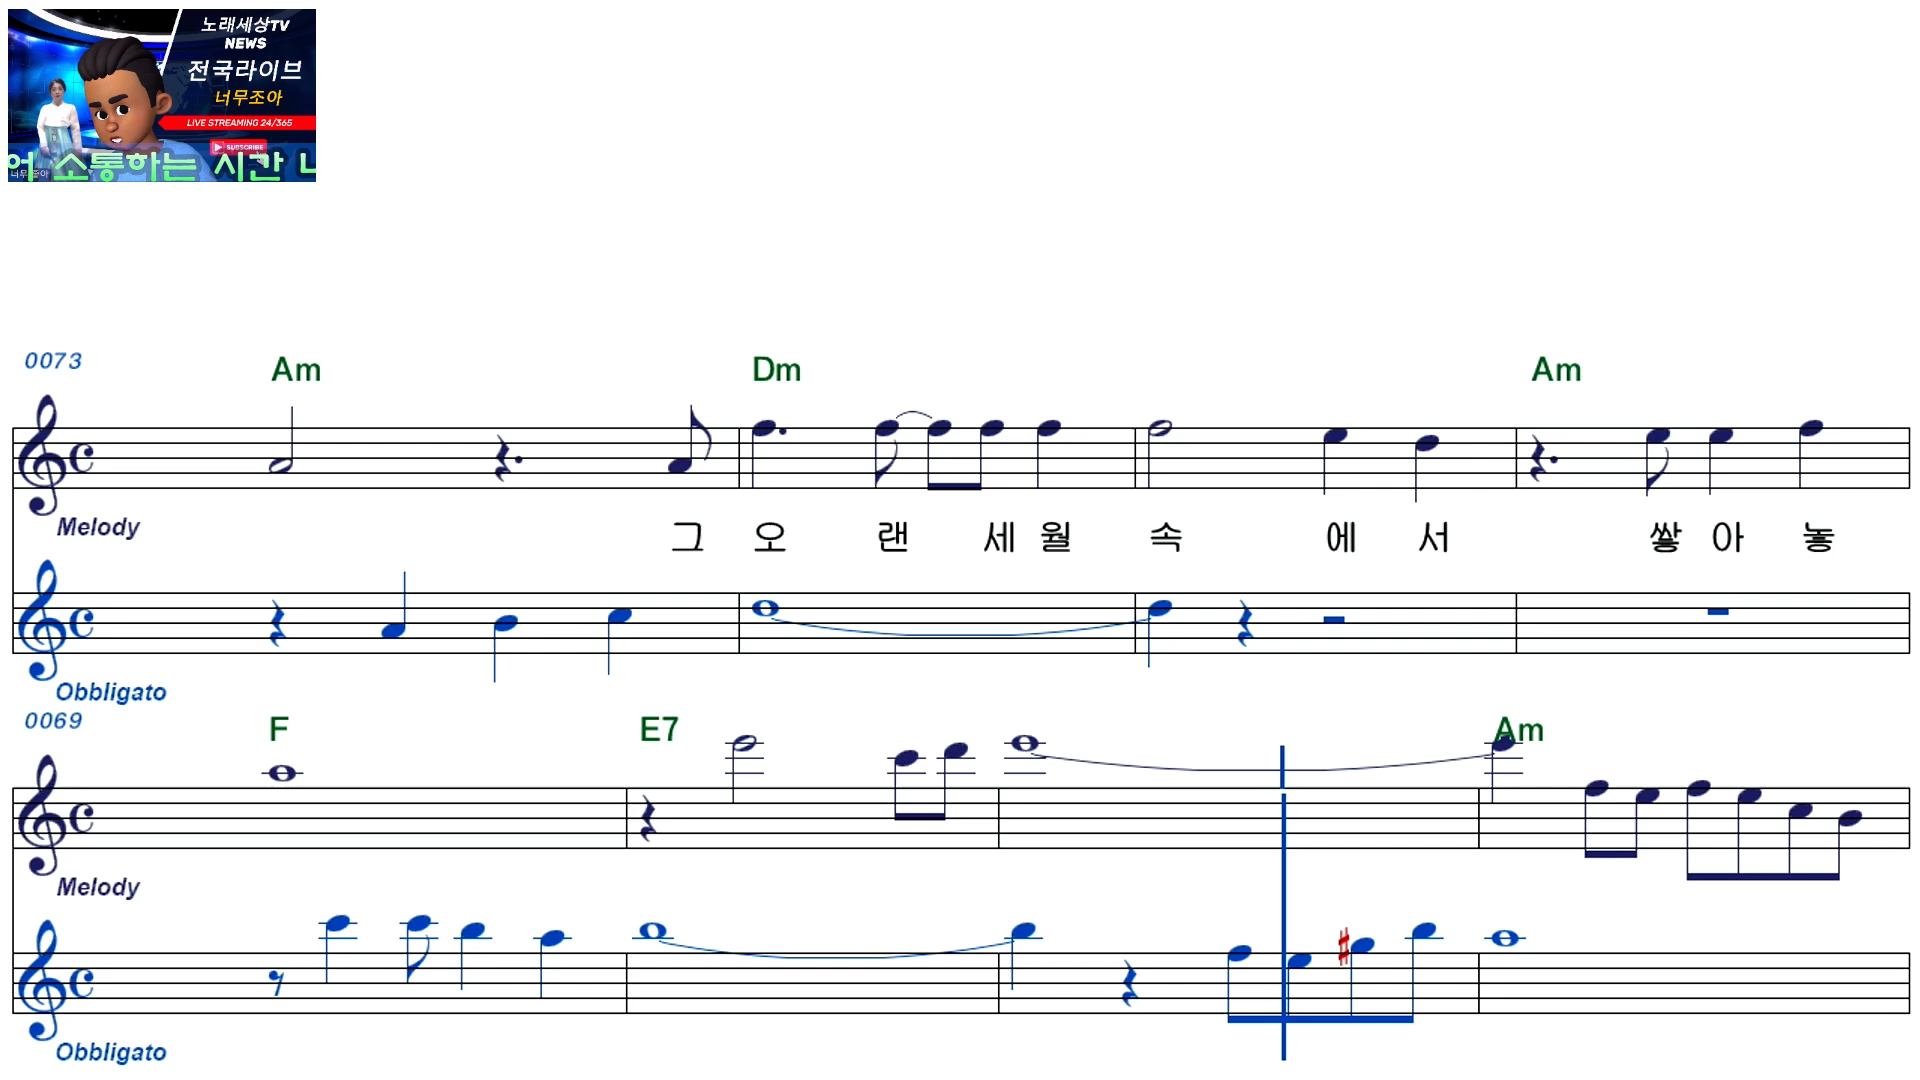 노래세상TV
NEWS
전국라이브
너무조아
LIVE STREAMING 24/365
SUBSCRIBE
소통하는 시간
0073
Am Dm Am
Melody
그 오 랜 세 월 속 에 서 쌓 아 놓
Obbligato
0069
F E7 Am
Melody
Obbligato